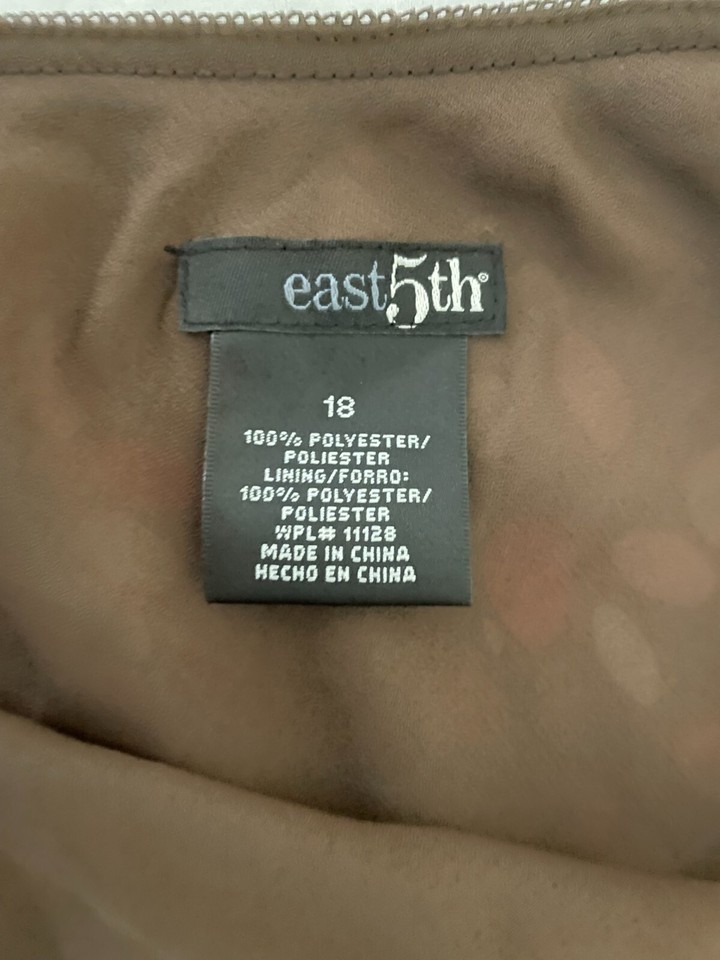 east5th®
18
100% POLYESTER/
POLIESTER
LINING/FORRO:
100% POLYESTER/
POLIESTER
WPL# 11128
MADE IN CHINA
HECHO EN CHINA